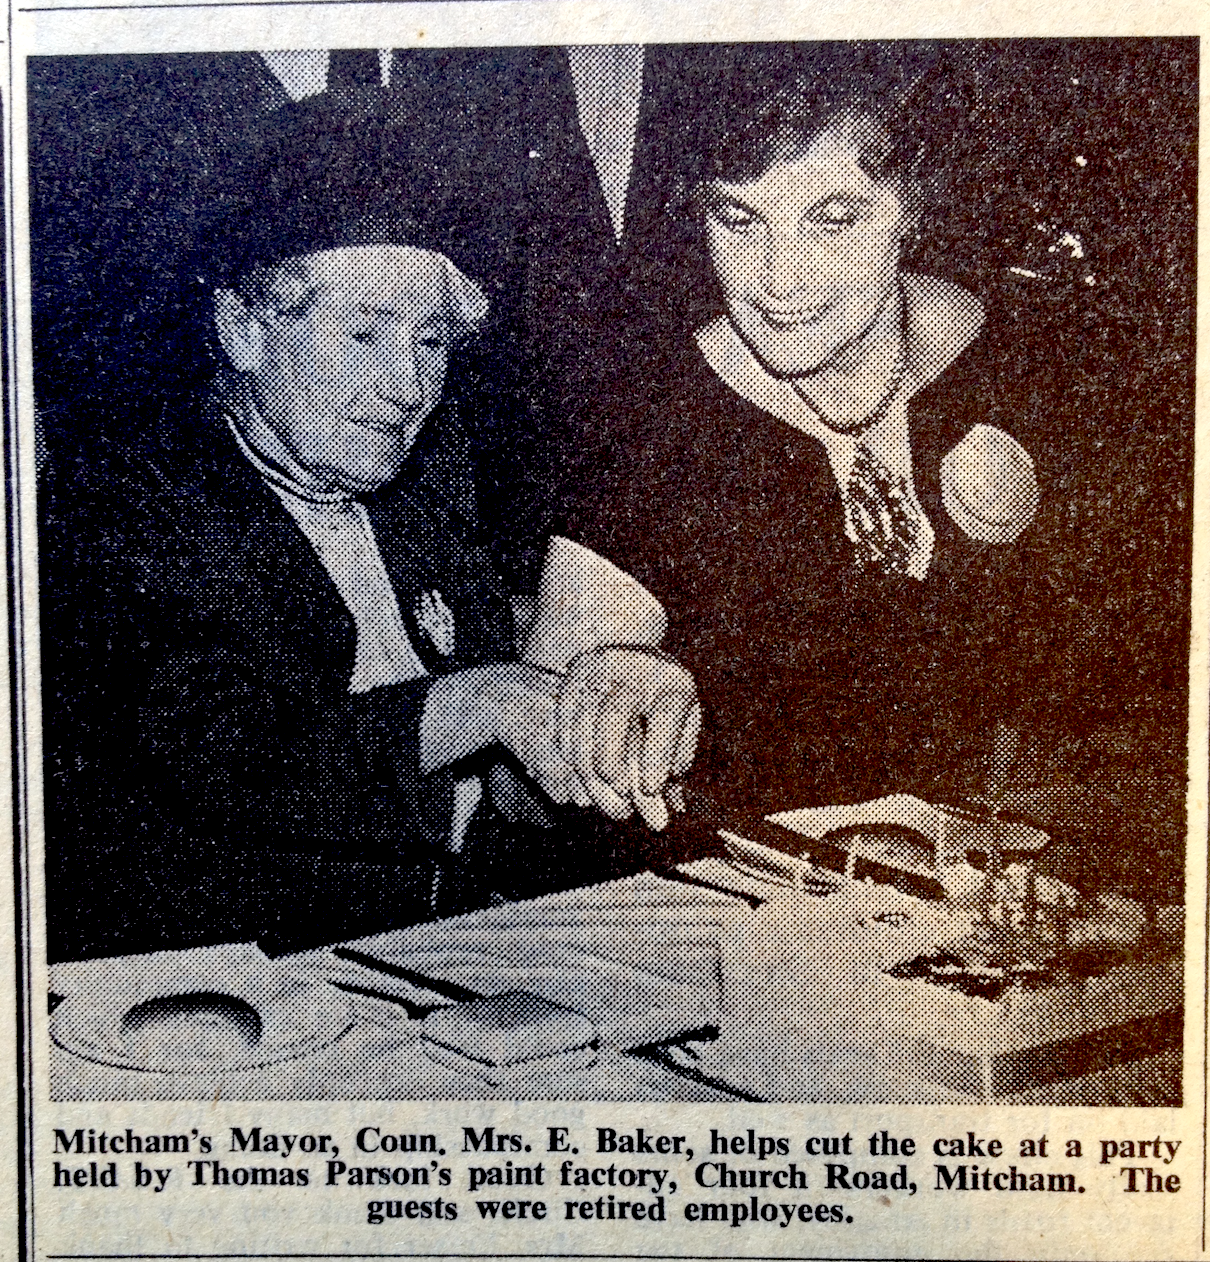 Mitcham's Mayor, Coun. Mrs. E. Baker, helps cut the cake at a party
held by Thomas Parson's paint factory, Church Road, Mitcham. The
guests were retired employees.